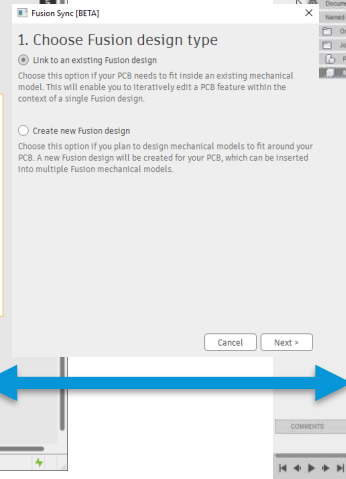 Fusion Sync [BETA]
Docume
Named
1. Choose Fusion design type
Link to an existing Fusion design
Choose this option if your PCB needs to fit inside an existing mechanical
model. This will enable you to iteratively edit a PCB feature within the
context of a single Fusion design.
Create new Fusion design
Choose this option if you plan to design mechanical models to fit around your
PCB. A new Fusion design will be created for your PCB, which can be inserted
into multiple Fusion mechanical models.
Cancel
Next >
COMMENTS